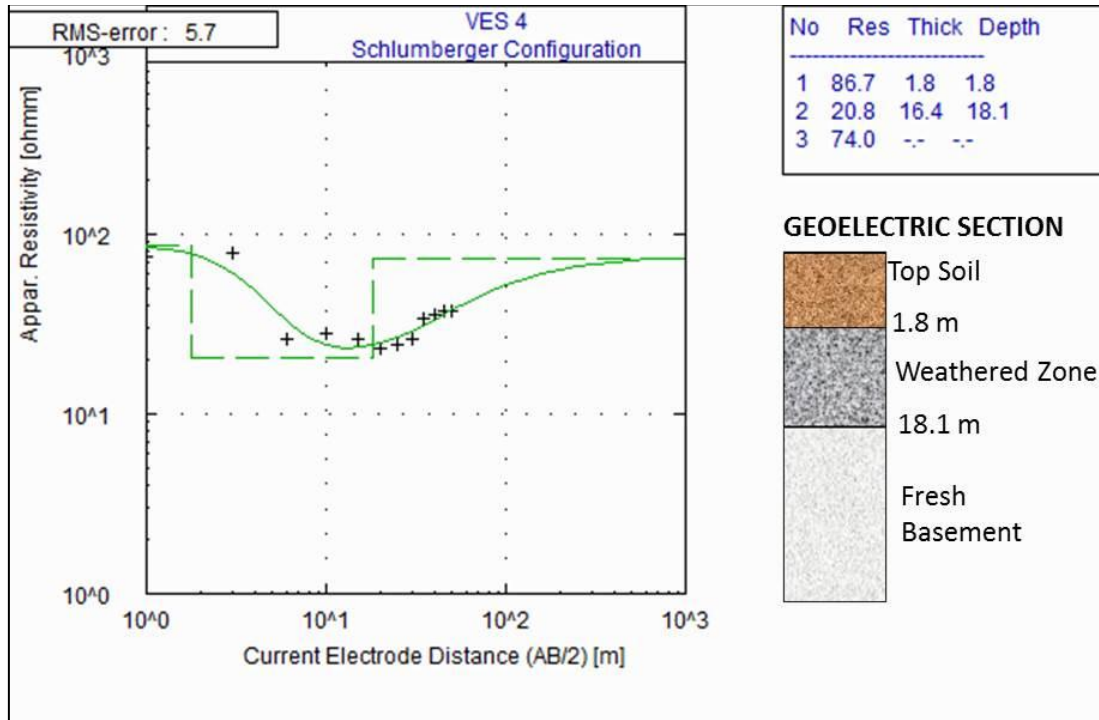 RMS-error : 5.7
VES 4
Schlumberger Configuration
10^3
10^2
10^1
10^0
Appar. Resistivity [ohmm]
10^0 10^1 10^2 10^3
Current Electrode Distance (AB/2) [m]
No Res Thick Depth
1 86.7 1.8 1.8
2 20.8 16.4 18.1
3 74.0 -.- -.-
GEOELECTRIC SECTION
Top Soil
1.8 m
Weathered Zone
18.1 m
Fresh
Basement